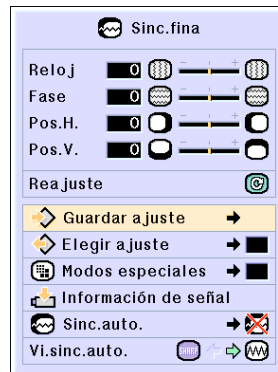 Sinc.fina
Reloj 0
Fase 0
Pos.H. 0
Pos.V. 0
Reajuste
Guardar ajuste
Elegir ajuste
Modos especiales
Información de señal
Sinc.auto.
Vi.sinc.auto. SHARP